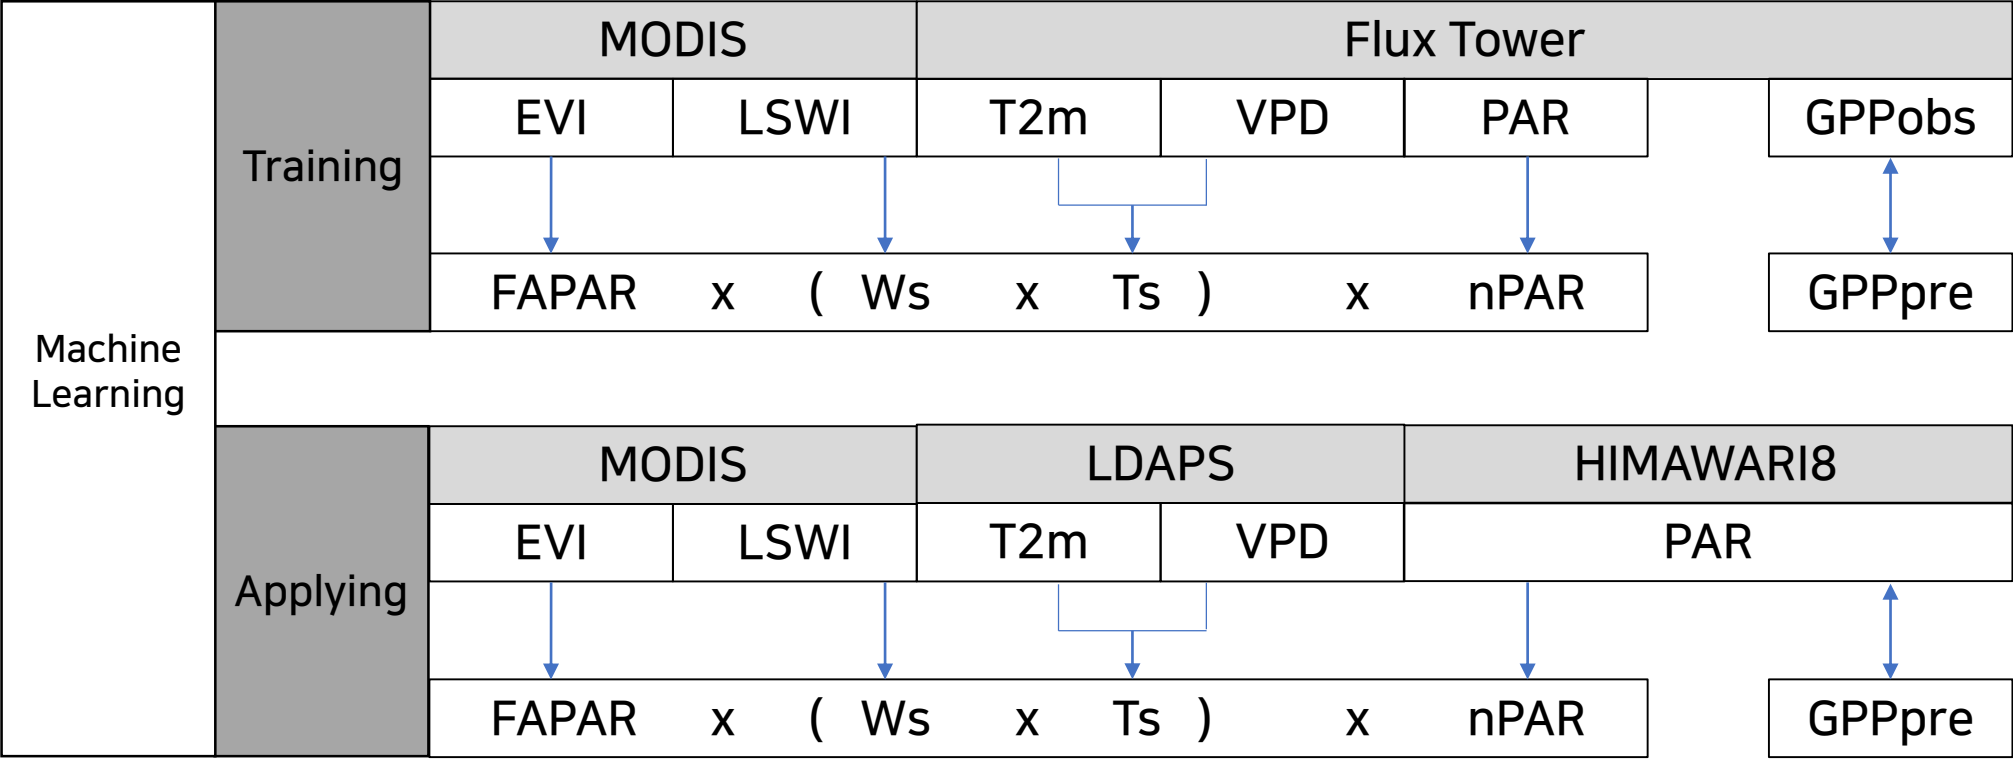 MODIS Flux Tower
EVI LSWI T2m VPD PAR GPPobs
Training
FAPAR x ( Ws x Ts ) x nPAR GPPpre
Machine
Learning
MODIS LDAPS HIMAWARI8
EVI LSWI T2m VPD PAR
Applying
FAPAR x ( Ws x Ts ) x nPAR GPPpre